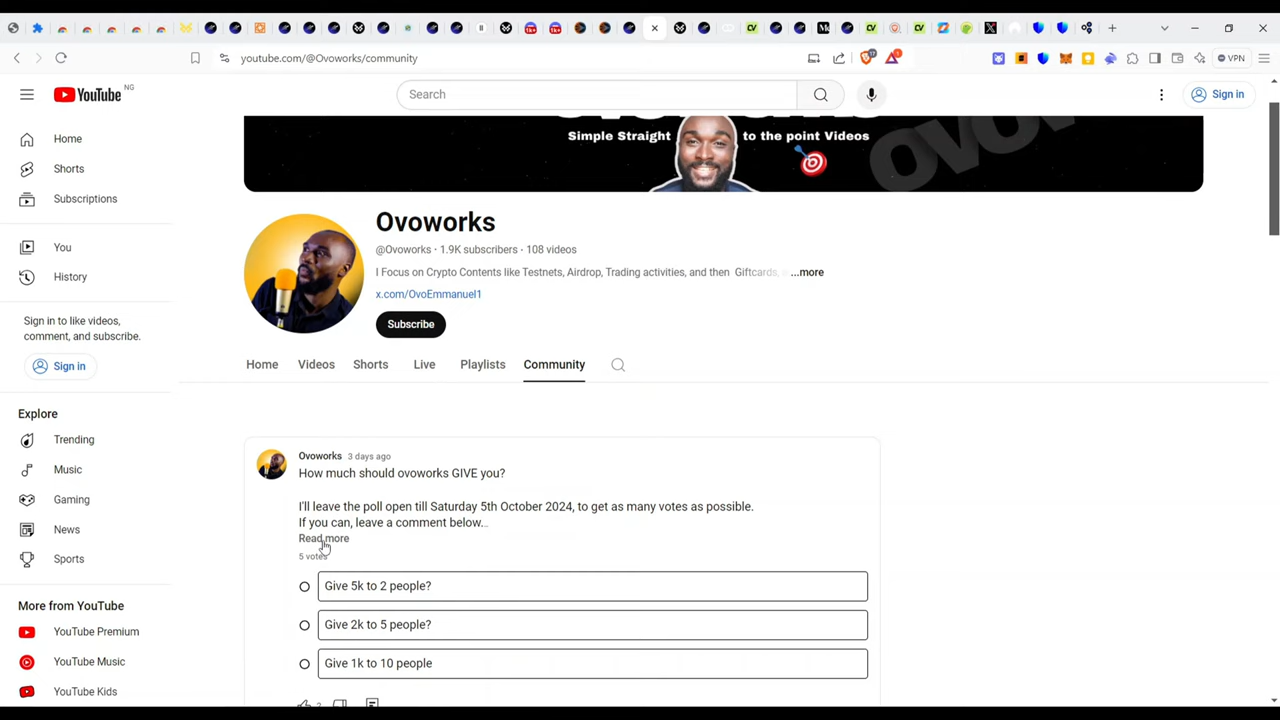 youtube.com/@Ovoworks/community
VPN
YouTube NG
Search
Sign in
Simple Straight to the point Videos
Home
Shorts
Subscriptions
You
History
Sign in to like videos,
comment, and subscribe.
Sign in
Explore
Trending
Music
Gaming
News
Sports
More from YouTube
YouTube Premium
YouTube Music
YouTube Kids
Ovoworks
@Ovoworks · 1.9K subscribers · 108 videos
I Focus on Crypto Contents like Testnets, Airdrop, Trading activities, and then Giftcards, ...more
x.com/OvoEmmanuel1
Subscribe
Home Videos Shorts Live Playlists Community
Ovoworks 3 days ago
How much should ovoworks GIVE you?
I'll leave the poll open till Saturday 5th October 2024, to get as many votes as possible.
If you can, leave a comment below...
Read more
5 votes
Give 5k to 2 people?
Give 2k to 5 people?
Give 1k to 10 people